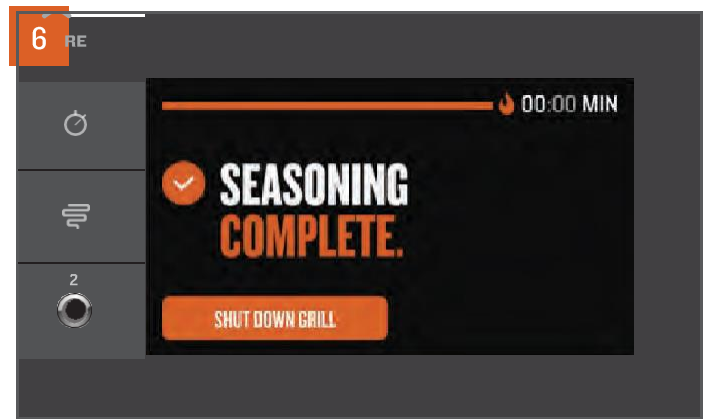 6
RE
00:00 MIN
SEASONING
COMPLETE.
2
SHUT DOWN GRILL